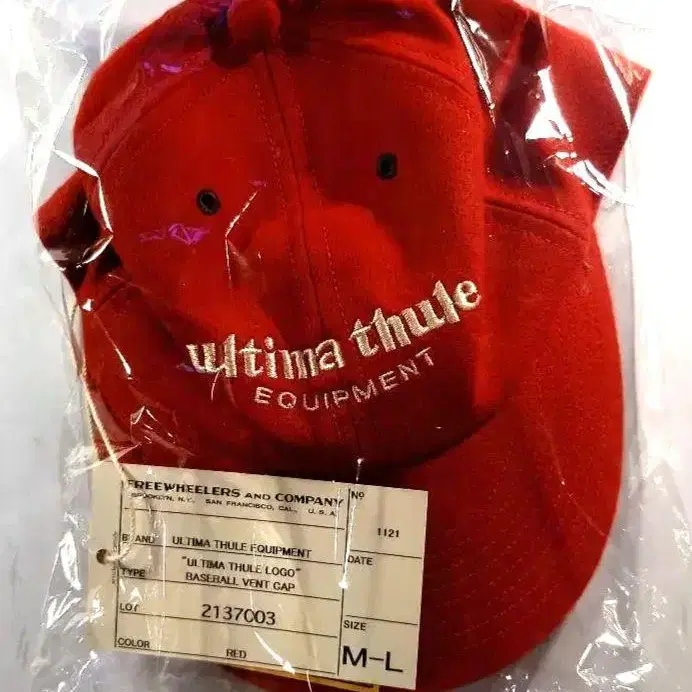 ultima thule
EQUIPMENT
FREEWHEELERS AND COMPANY
BROOKLYN, N.Y. SAN FRANCISCO, CAL., U.S.A.
No
1121
BRAND
ULTIMA THULE EQUIPMENT
DATE
TYPE
"ULTIMA THULE LOGO"
BASEBALL VENT CAP
LOT
2137003
SIZE
M-L
COLOR
RED